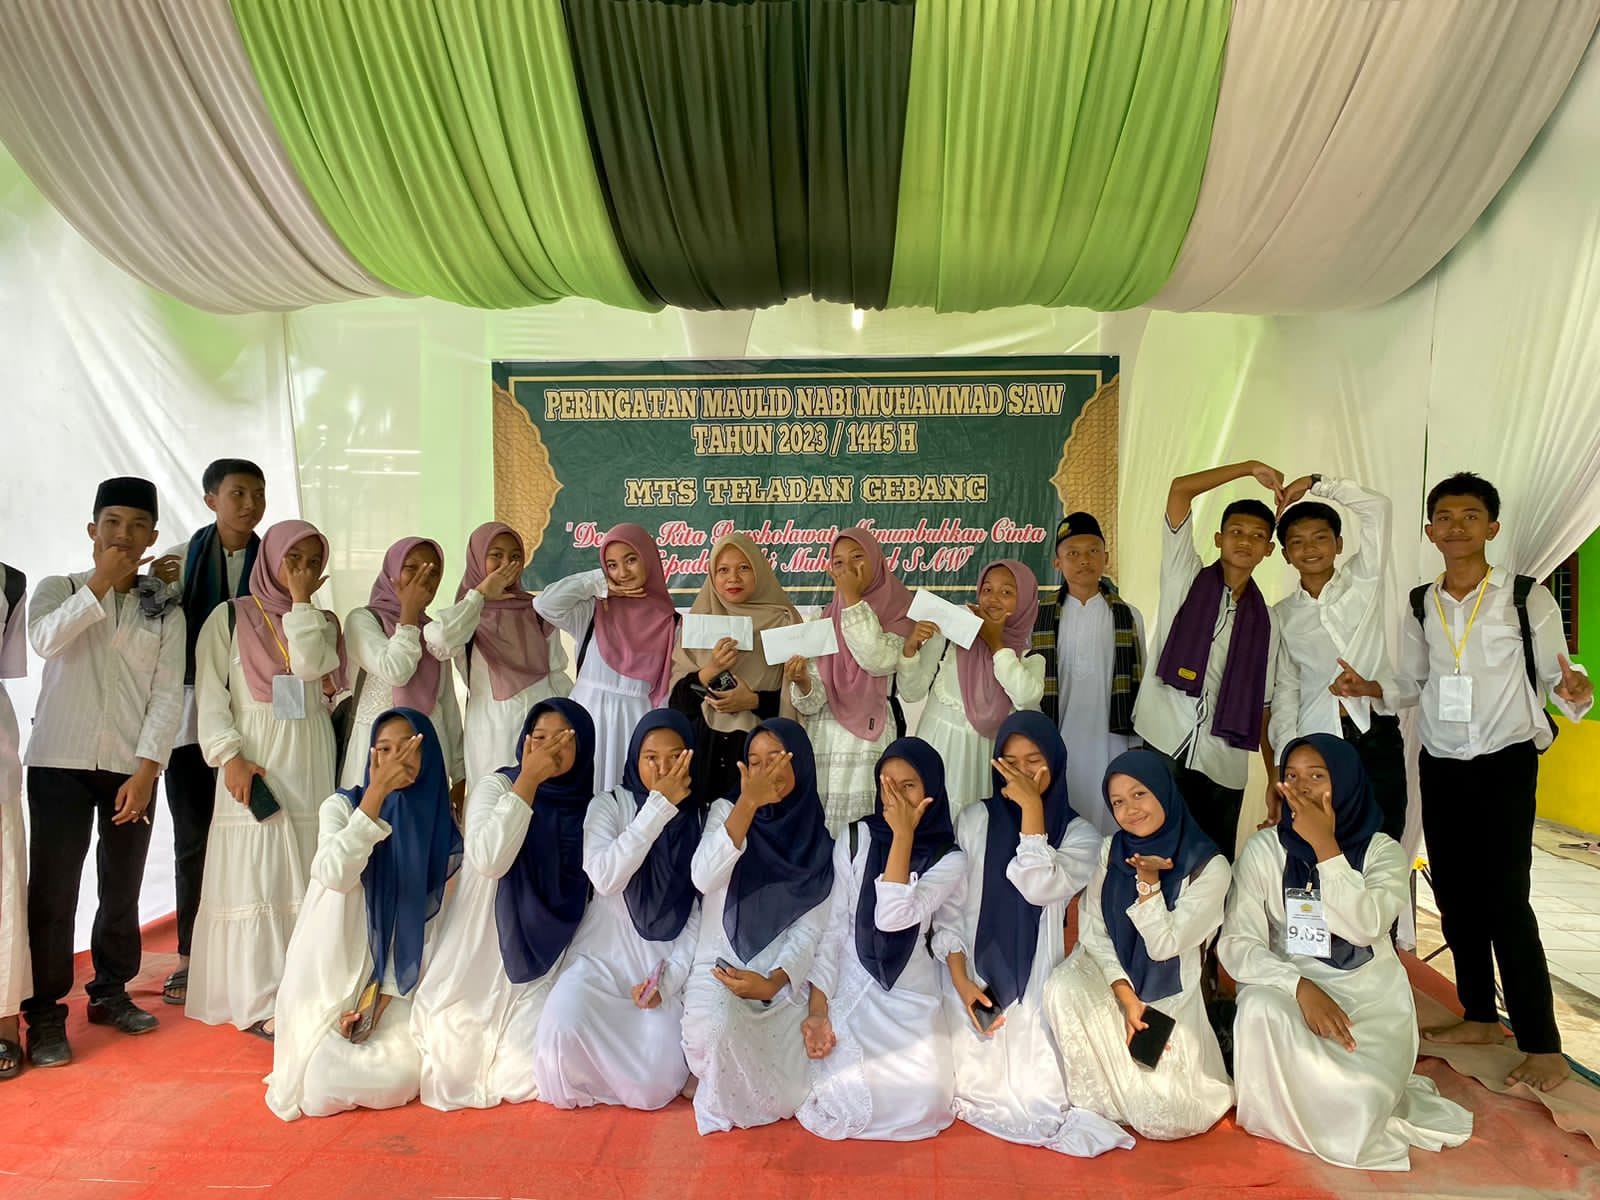 PERINGATAN MAULID NABI MUHAMMAD SAW
TAHUN 2023 / 1445 H
MTS TELADAN GEBANG
Kita Menumbuhkan Cinta
SAW"
9.05